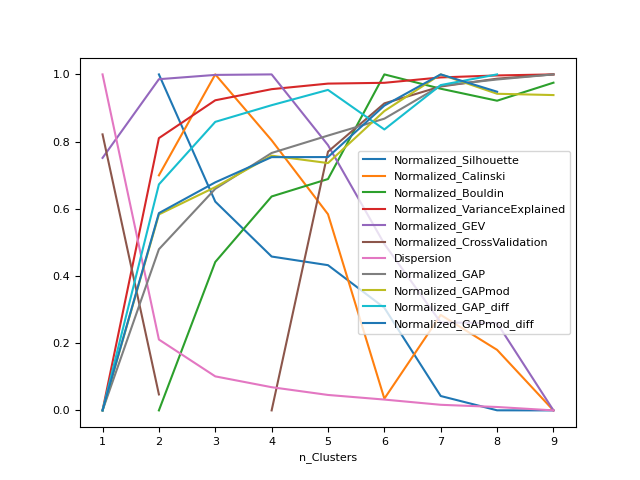 1.0
0.8
0.6
0.4
0.2
0.0
Normalized_Silhouette
Normalized_Calinski
Normalized_Bouldin
Normalized_VarianceExplained
Normalized_GEV
Normalized_CrossValidation
Dispersion
Normalized_GAP
Normalized_GAPmod
Normalized_GAP_diff
Normalized_GAPmod_diff
1 2 3 4 5 6 7 8 9
n_Clusters